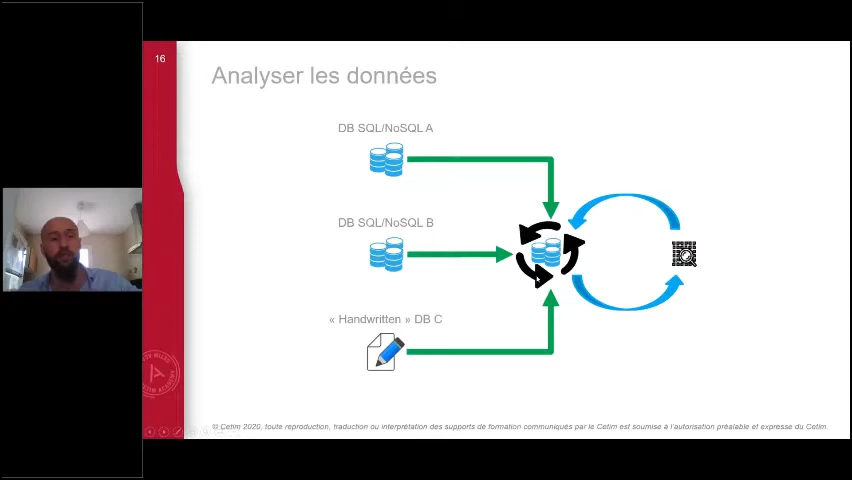 16
Analyser les données
DB SQL/NoSQL A
DB SQL/NoSQL B
« Handwritten » DB C
© Cetim 2020, toute reproduction, traduction ou interprétation des supports de formation communiqués par le Cetim est soumise à l'autorisation préalable et expresse du Cetim.